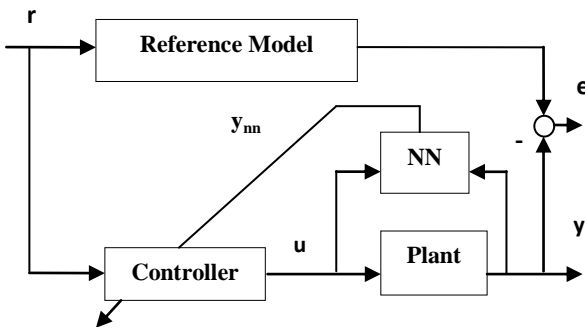 r
Reference Model
e
y_nn
NN
-
y
u
Plant
Controller